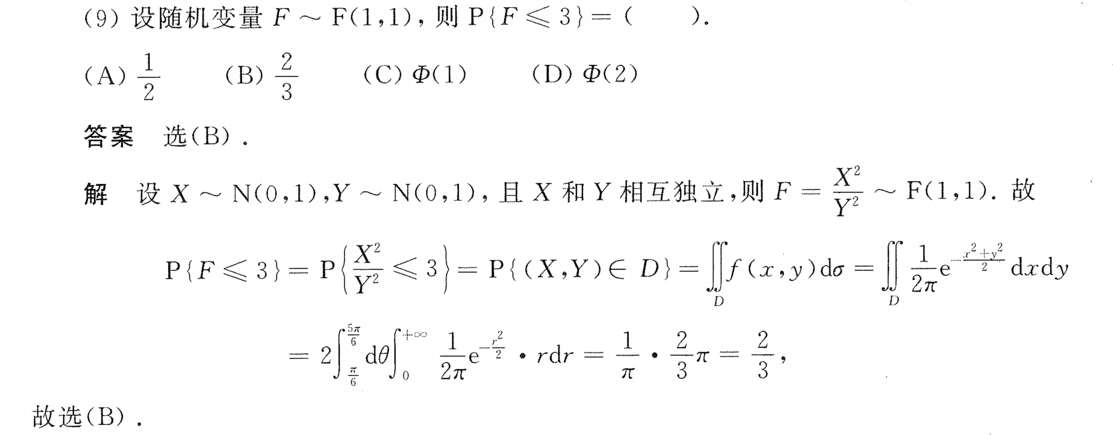 (9) 设随机变量 F ～ F(1,1), 则 P{F ≤ 3} = (　　).
(A) 1/2　(B) 2/3　(C) Φ(1)　(D) Φ(2)
答案　选(B).
解　设 X ～ N(0,1), Y ～ N(0,1), 且 X 和 Y 相互独立, 则 F = X²/Y² ～ F(1,1). 故
P{F ≤ 3} = P{X²/Y² ≤ 3} = P{(X,Y) ∈ D} = ∬_D f(x,y)dσ = ∬_D 1/(2π) e^(-(x²+y²)/2) dxdy
= 2∫_{π/6}^{5π/6} dθ ∫_0^{+∞} 1/(2π) e^(-r²/2) · rdr = 1/π · 2/3 π = 2/3,
故选(B).